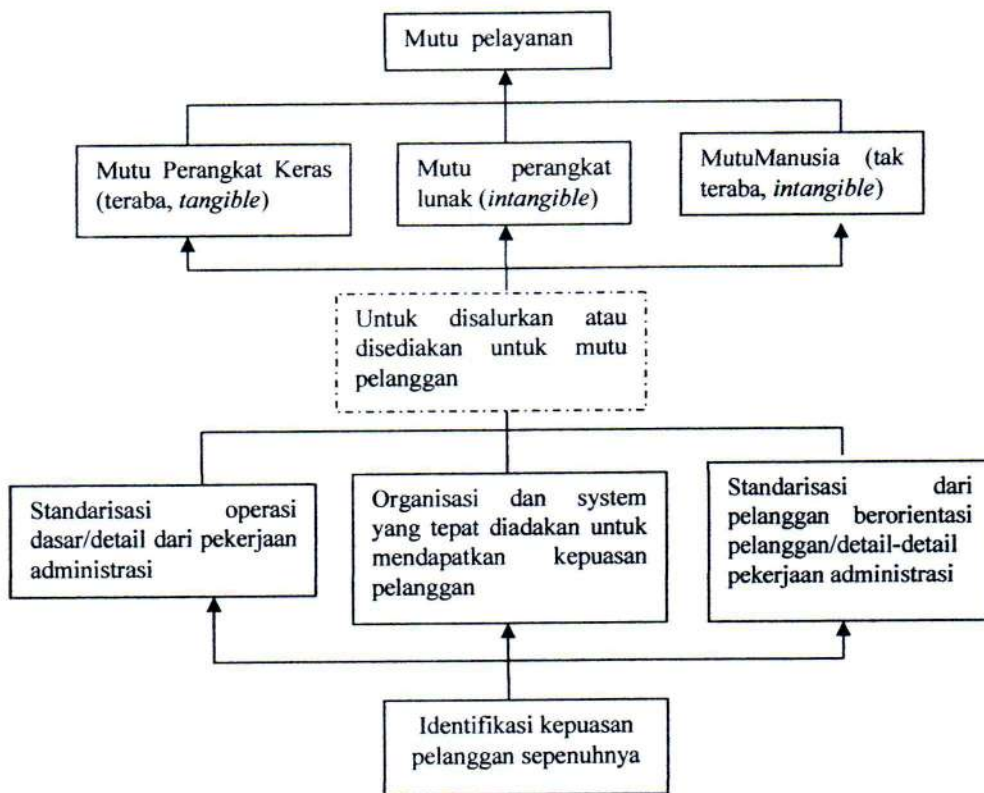 Mutu pelayanan
Mutu Perangkat Keras
(teraba, tangible)
Mutu perangkat
lunak (intangible)
MutuManusia (tak
teraba, intangible)
Untuk disalurkan atau
disediakan untuk mutu
pelanggan
Standarisasi operasi
dasar/detail dari pekerjaan
administrasi
Organisasi dan system
yang tepat diadakan untuk
mendapatkan kepuasan
pelanggan
Standarisasi dari
pelanggan berorientasi
pelanggan/detail-detail
pekerjaan administrasi
Identifikasi kepuasan
pelanggan sepenuhnya